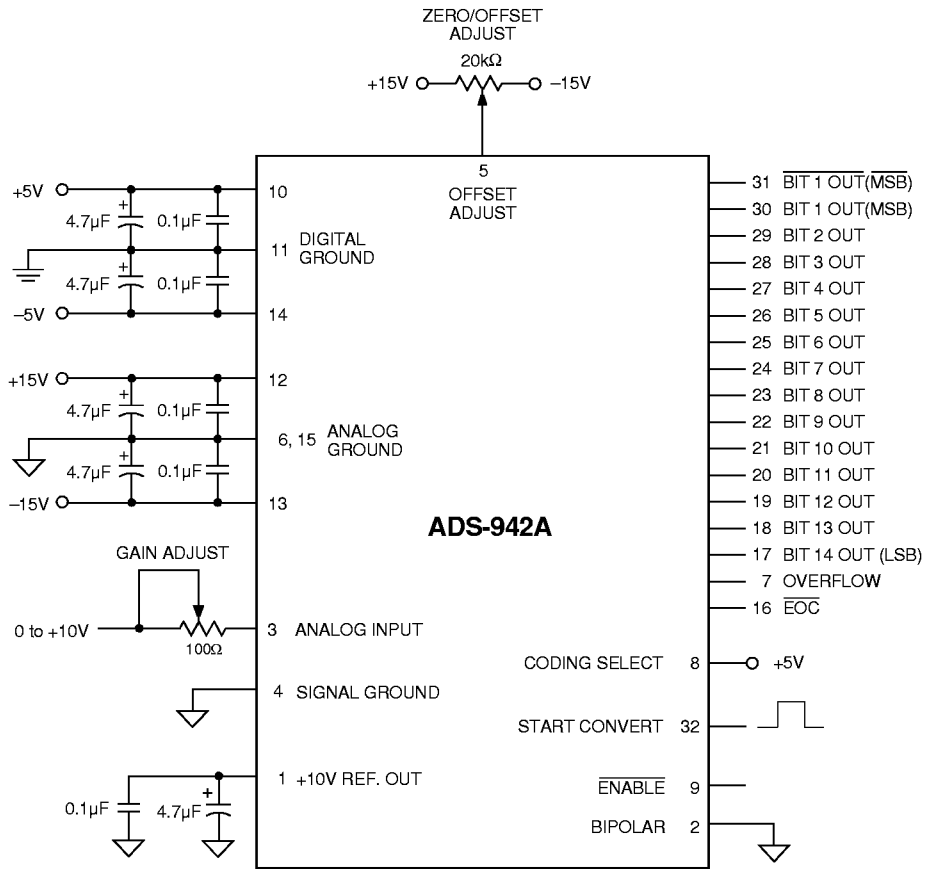 ZERO/OFFSET
ADJUST
20kΩ
+15V
–15V
5
OFFSET
ADJUST
+5V
4.7µF
+
0.1µF
10
11
DIGITAL
GROUND
4.7µF
+
0.1µF
–5V
14
+15V
12
4.7µF
+
0.1µF
6, 15
ANALOG
GROUND
4.7µF
+
0.1µF
–15V
13
ADS-942A
GAIN ADJUST
0 to +10V
100Ω
3 ANALOG INPUT
4 SIGNAL GROUND
1 +10V REF. OUT
0.1µF
4.7µF
+
31 BIT 1 OUT(MSB)
30 BIT 1 OUT(MSB)
29 BIT 2 OUT
28 BIT 3 OUT
27 BIT 4 OUT
26 BIT 5 OUT
25 BIT 6 OUT
24 BIT 7 OUT
23 BIT 8 OUT
22 BIT 9 OUT
21 BIT 10 OUT
20 BIT 11 OUT
19 BIT 12 OUT
18 BIT 13 OUT
17 BIT 14 OUT (LSB)
7 OVERFLOW
16 EOC
CODING SELECT 8
+5V
START CONVERT 32
ENABLE 9
BIPOLAR 2